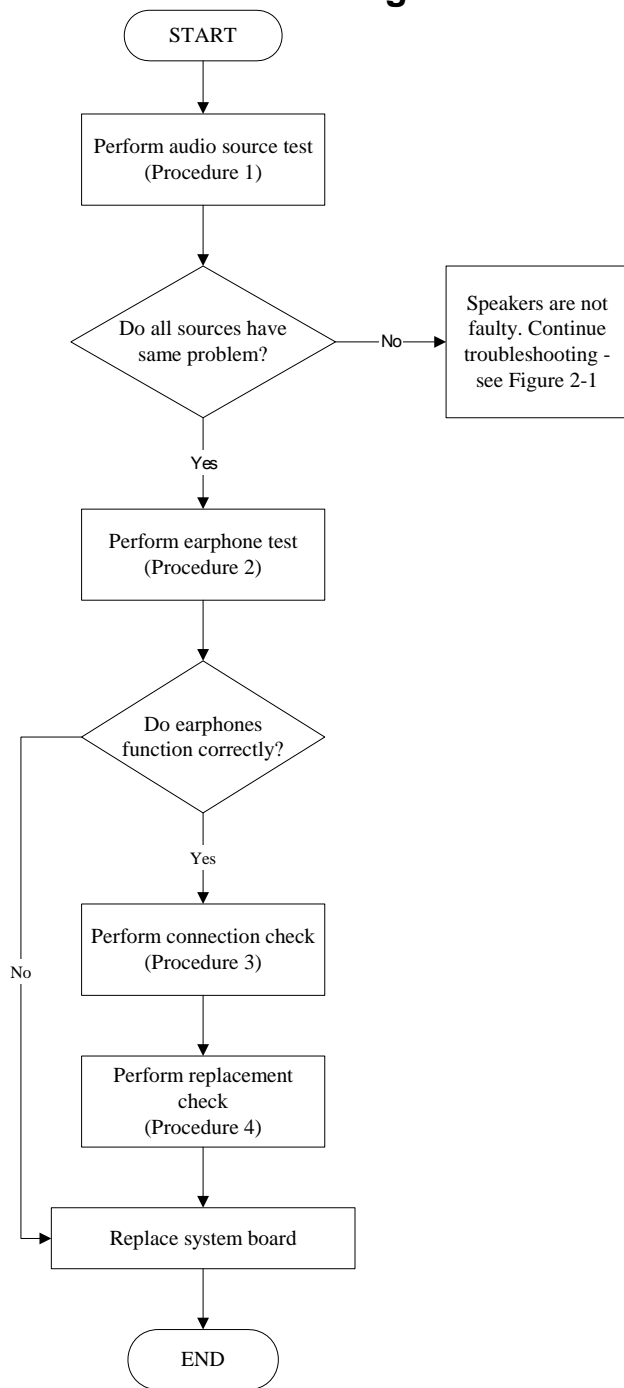 START
Perform audio source test
(Procedure 1)
Do all sources have
same problem?
No
Speakers are not
faulty. Continue
troubleshooting -
see Figure 2-1
Yes
Perform earphone test
(Procedure 2)
Do earphones
function correctly?
Yes
No
Perform connection check
(Procedure 3)
Perform replacement
check
(Procedure 4)
Replace system board
END